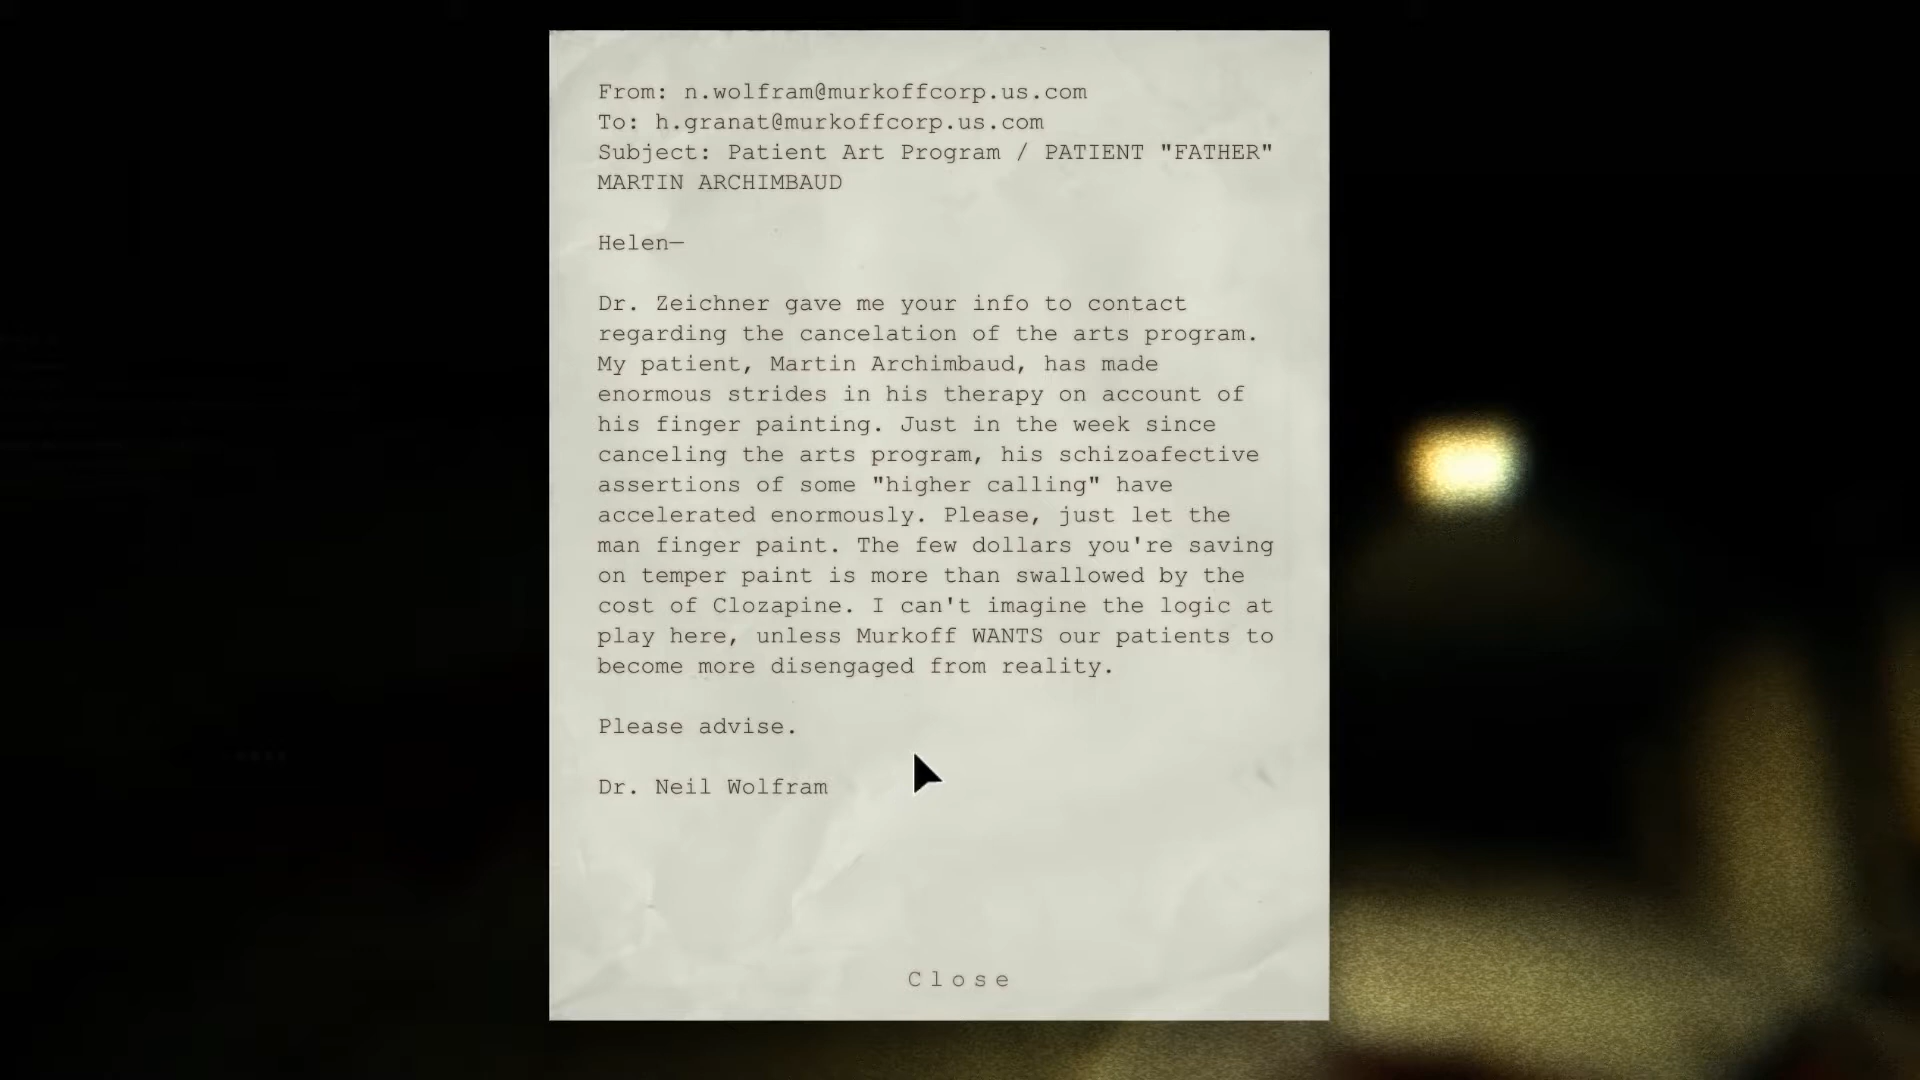 From: n.wolfram@murkoffcorp.us.com
To: h.granat@murkoffcorp.us.com
Subject: Patient Art Program / PATIENT "FATHER"
MARTIN ARCHIMBAUD
Helen—
Dr. Zeichner gave me your info to contact
regarding the cancelation of the arts program.
My patient, Martin Archimbaud, has made
enormous strides in his therapy on account of
his finger painting. Just in the week since
canceling the arts program, his schizoafective
assertions of some "higher calling" have
accelerated enormously. Please, just let the
man finger paint. The few dollars you're saving
on temper paint is more than swallowed by the
cost of Clozapine. I can't imagine the logic at
play here, unless Murkoff WANTS our patients to
become more disengaged from reality.
Please advise.
Dr. Neil Wolfram
Close